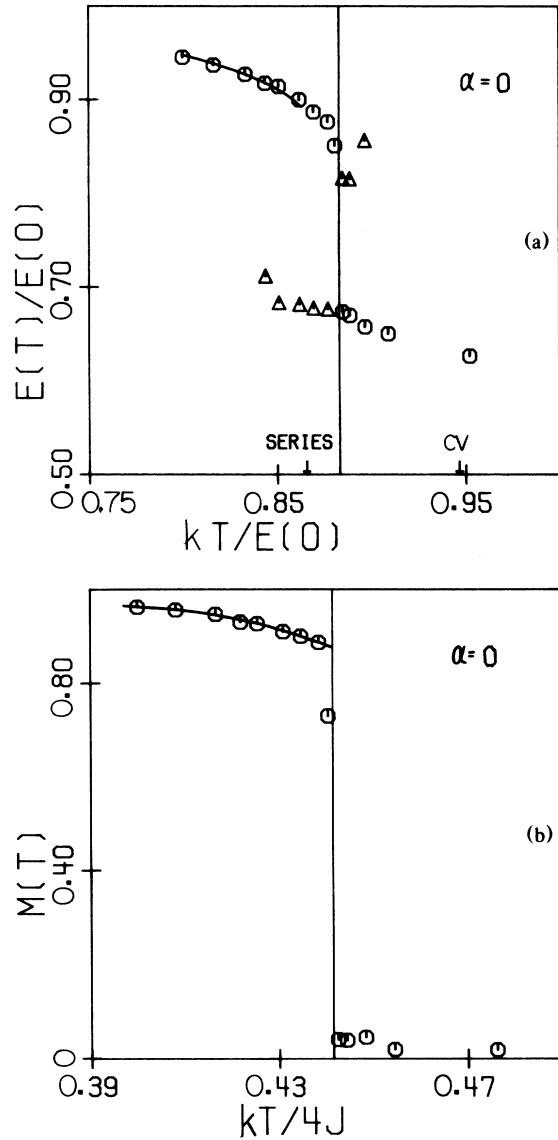 0.90
α=0
(a)
0.70
E(T)/E(0)
SERIES
CV
0.50
0.75
0.85
0.95
kT/E(0)
α=0
0.80
(b)
0.40
M(T)
0
0.39
0.43
0.47
kT/4J